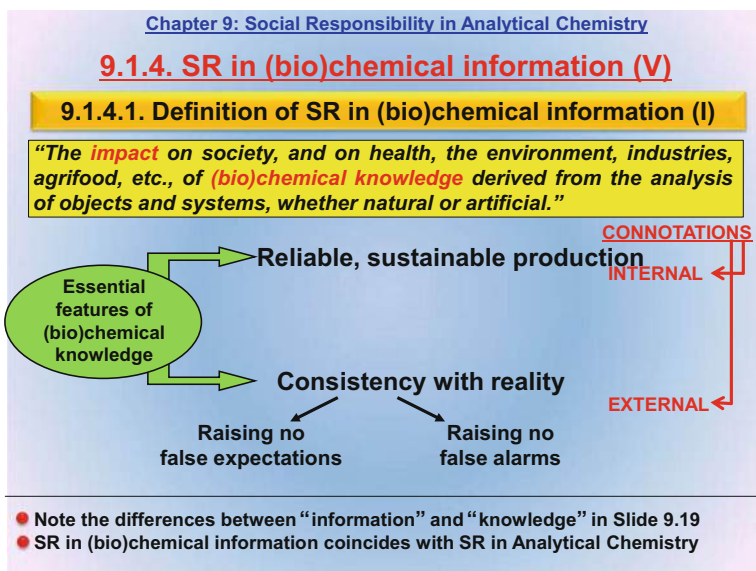 Chapter 9: Social Responsibility in Analytical Chemistry
9.1.4. SR in (bio)chemical information (V)
9.1.4.1. Definition of SR in (bio)chemical information (I)
“The impact on society, and on health, the environment, industries,
agrifood, etc., of (bio)chemical knowledge derived from the analysis
of objects and systems, whether natural or artificial.”
CONNOTATIONS
Reliable, sustainable production
INTERNAL
Essential
features of
(bio)chemical
knowledge
Consistency with reality
EXTERNAL
Raising no
false expectations
Raising no
false alarms
Note the differences between “information” and “knowledge” in Slide 9.19
SR in (bio)chemical information coincides with SR in Analytical Chemistry